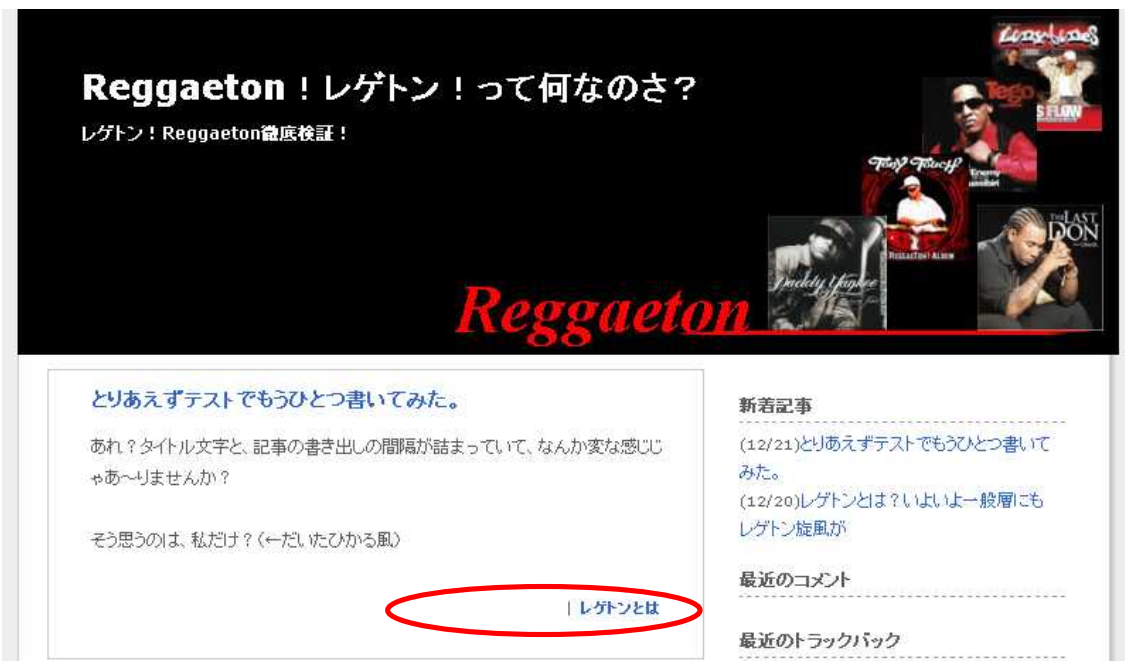 Reggaeton！レゲトン！って何なのさ？
レゲトン！Reggaeton徹底検証！
Luny Tunes
Tego
S FLOW
Tony Touch
Enemy
THE LAST
DON
REGGAETON! ALBUM
Daddy Yankee
Reggaeton
とりあえずテストでもうひとつ書いてみた。
あれ？タイトル文字と、記事の書き出しの間隔が詰まっていて、なんか変な感じじ
ゃあ～りませんか？
そう思うのは、私だけ？（←だいたひかる風）
| レゲトンとは
新着記事
(12/21)とりあえずテストでもうひとつ書いて
みた。
(12/20)レゲトンとは？いよいよ一般層にも
レゲトン旋風が
最近のコメント
最近のトラックバック